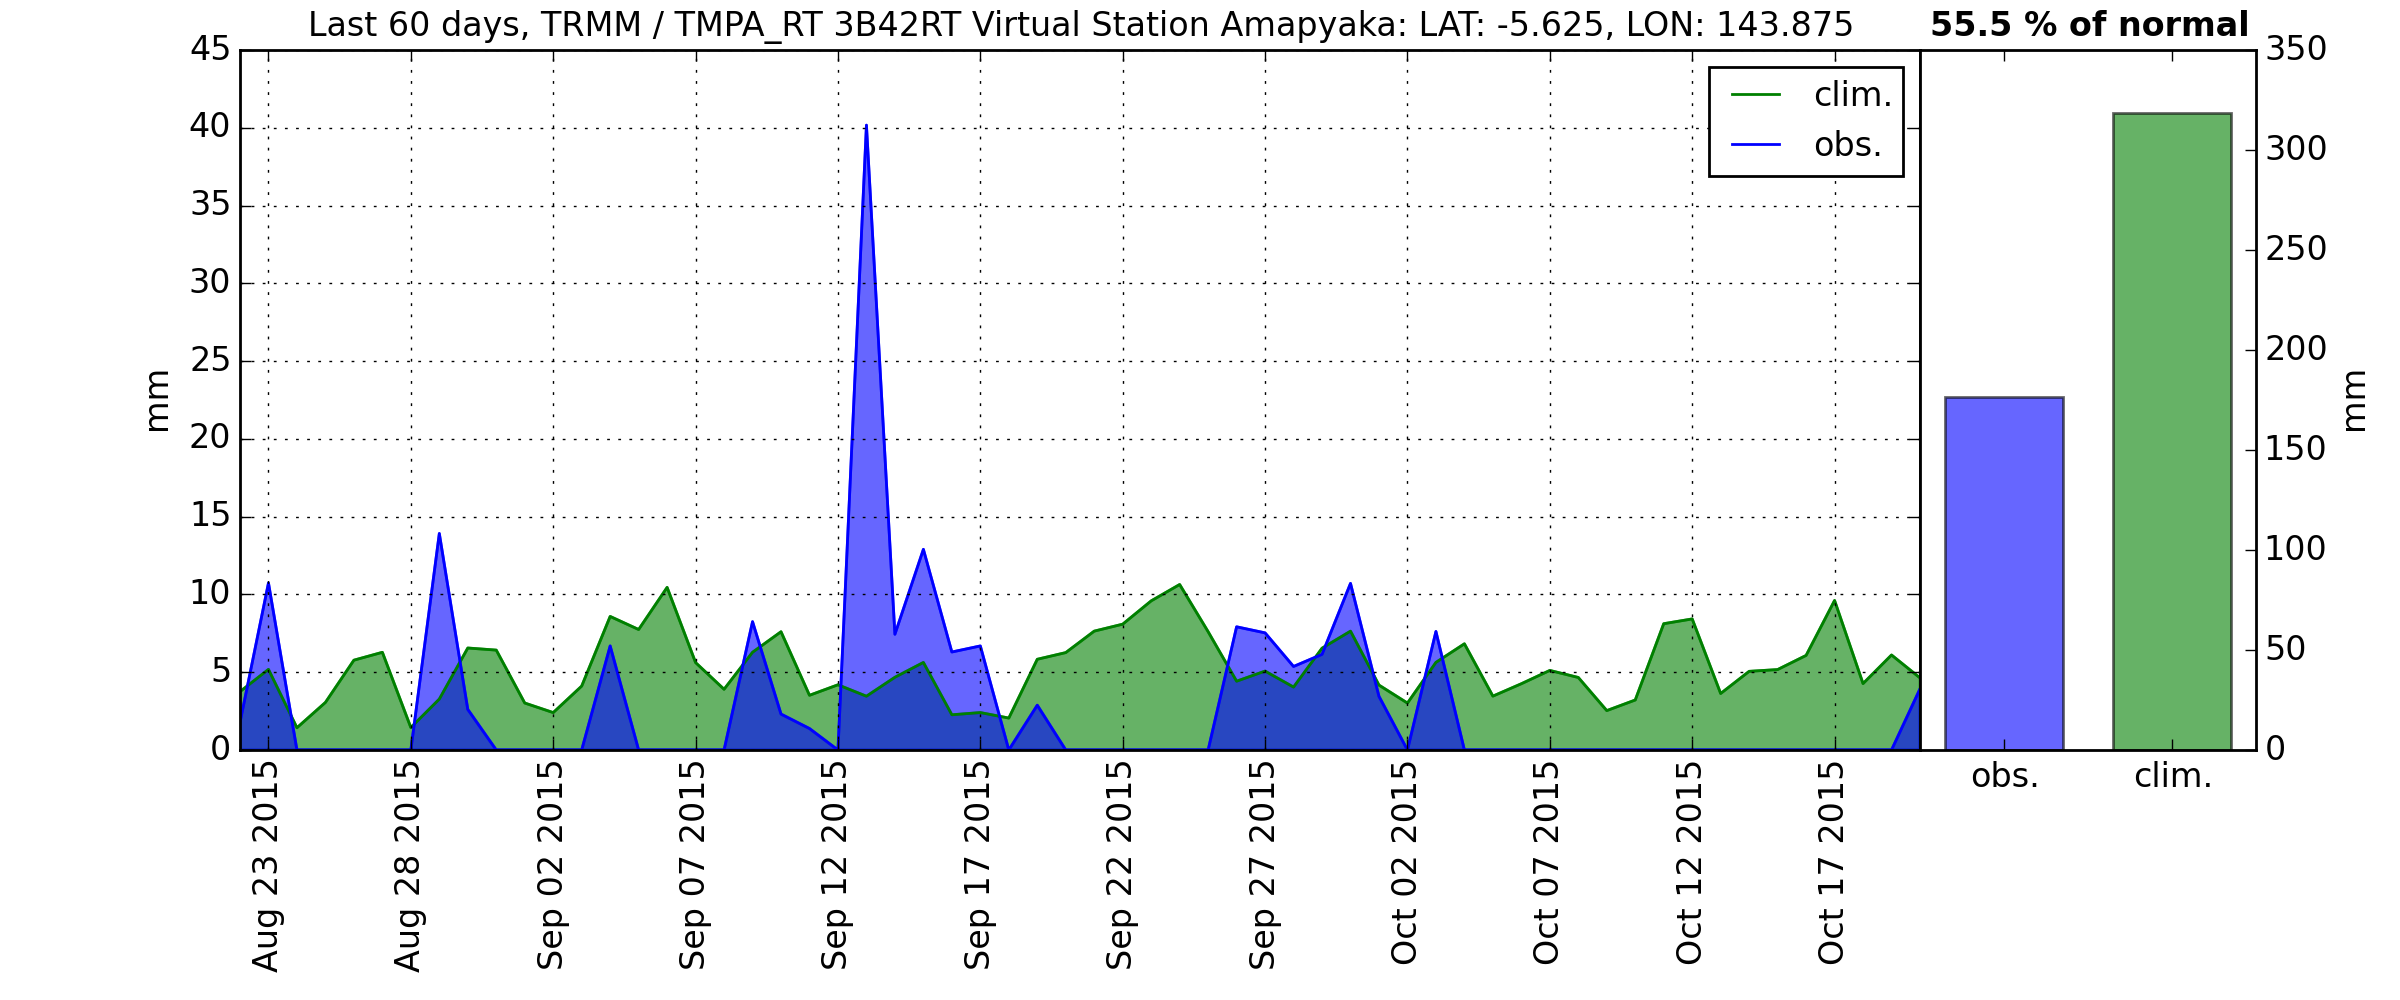 Last 60 days, TRMM / TMPA_RT 3B42RT Virtual Station Amapyaka: LAT: -5.625, LON: 143.875
55.5 % of normal
45
40
35
30
25
20
15
10
5
0
mm
clim.
obs.
350
300
250
200
150
100
50
0
mm
obs.
clim.
Aug 23 2015
Aug 28 2015
Sep 02 2015
Sep 07 2015
Sep 12 2015
Sep 17 2015
Sep 22 2015
Sep 27 2015
Oct 02 2015
Oct 07 2015
Oct 12 2015
Oct 17 2015